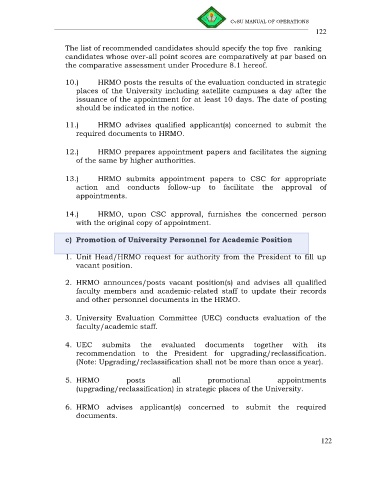 CvSU MANUAL OF OPERATIONS
122
The list of recommended candidates should specify the top five ranking
candidates whose over-all point scores are comparatively at par based on
the comparative assessment under Procedure 8.1 hereof.
10.) HRMO posts the results of the evaluation conducted in strategic
places of the University including satellite campuses a day after the
issuance of the appointment for at least 10 days. The date of posting
should be indicated in the notice.
11.) HRMO advises qualified applicant(s) concerned to submit the
required documents to HRMO.
12.) HRMO prepares appointment papers and facilitates the signing
of the same by higher authorities.
13.) HRMO submits appointment papers to CSC for appropriate
action and conducts follow-up to facilitate the approval of
appointments.
14.) HRMO, upon CSC approval, furnishes the concerned person
with the original copy of appointment.
c) Promotion of University Personnel for Academic Position
1. Unit Head/HRMO request for authority from the President to fill up
vacant position.
2. HRMO announces/posts vacant position(s) and advises all qualified
faculty members and academic-related staff to update their records
and other personnel documents in the HRMO.
3. University Evaluation Committee (UEC) conducts evaluation of the
faculty/academic staff.
4. UEC submits the evaluated documents together with its
recommendation to the President for upgrading/reclassification.
(Note: Upgrading/reclassification shall not be more than once a year).
5. HRMO posts all promotional appointments
(upgrading/reclassification) in strategic places of the University.
6. HRMO advises applicant(s) concerned to submit the required
documents.
122